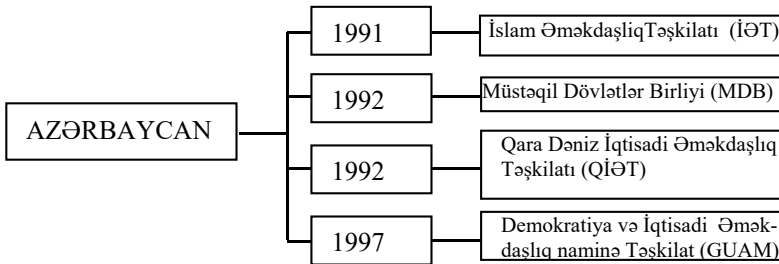 AZƏRBAYCAN
1991
İslam ƏməkdaşliqTəşkilatı (İƏT)
1992
Müstəqil Dövlətlər Birliyi (MDB)
1992
Qara Dəniz İqtisadi Əməkdaşlıq
Təşkilatı (QİƏT)
1997
Demokratiya və İqtisadi Əmək-
daşlıq naminə Təşkilat (GUAM)